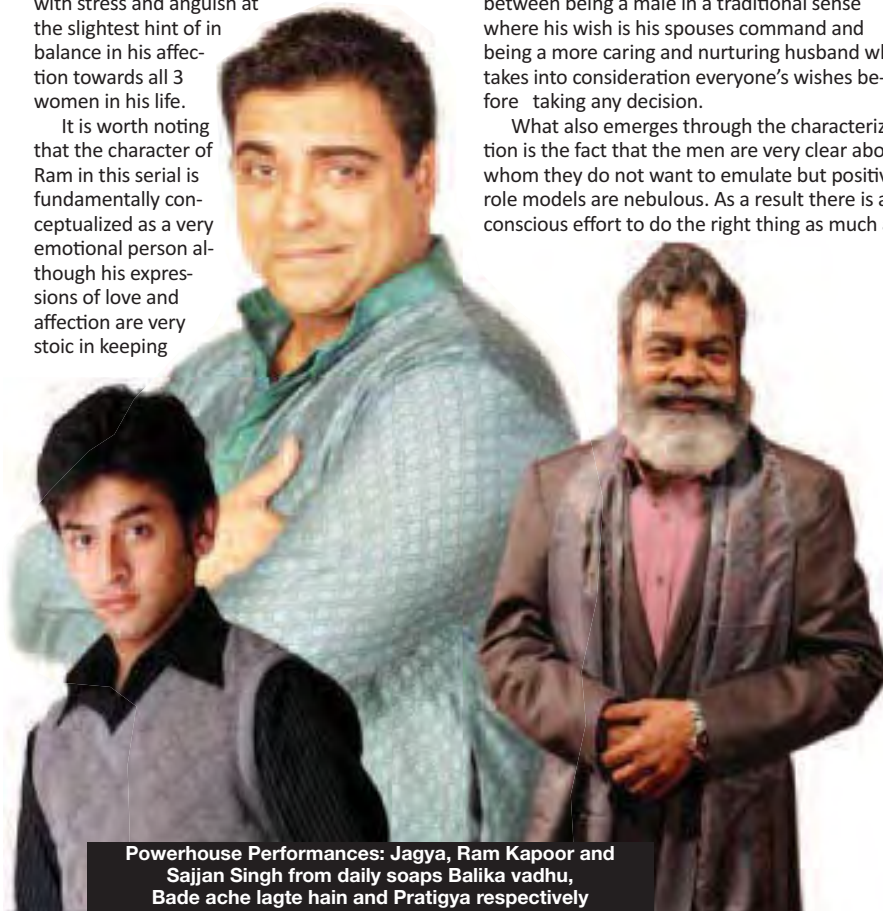 with stress and anguish at
the slightest hint of in
balance in his affec-
tion towards all 3
women in his life.
It is worth noting
that the character of
Ram in this serial is
fundamentally con-
ceptualized as a very
emotional person al-
though his expres-
sions of love and
affection are very
stoic in keeping
between being a male in a traditional sense
where his wish is his spouses command and
being a more caring and nurturing husband
takes into consideration everyone's wishes be-
fore taking any decision.
What also emerges through the characteriz
tion is the fact that the men are very clear abo
whom they do not want to emulate but positiv
role models are nebulous. As a result there is a
conscious effort to do the right thing as much
Powerhouse Performances: Jagya, Ram Kapoor and
Sajjan Singh from daily soaps Balika vadhu,
Bade ache lagte hain and Pratigya respectively